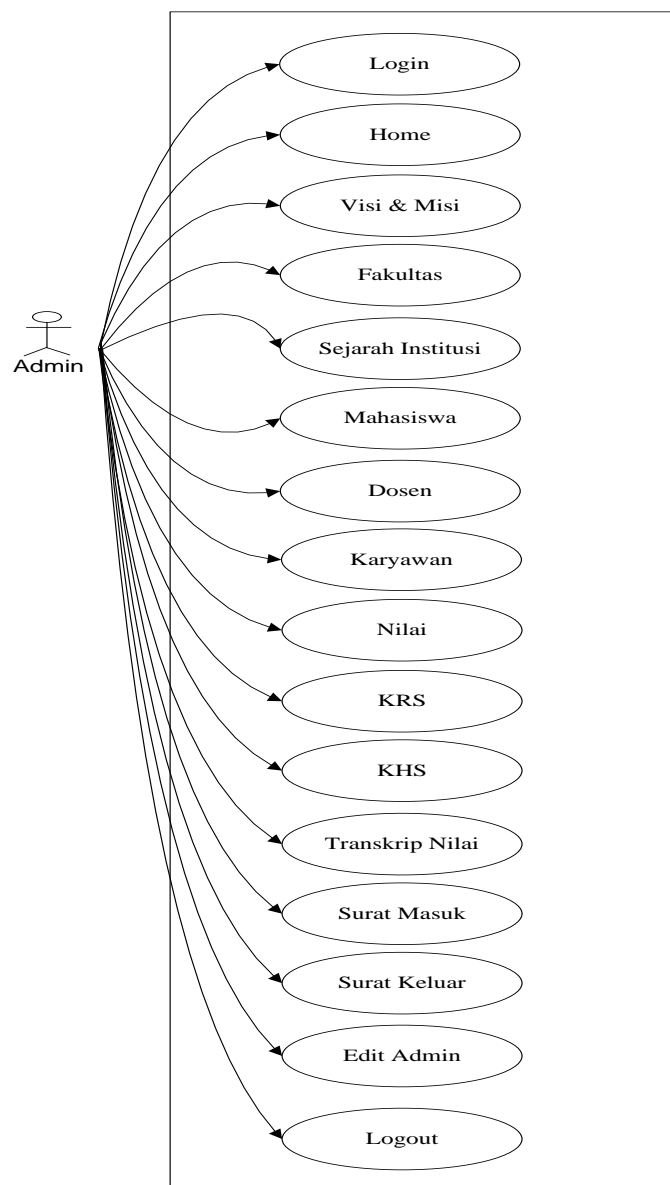 Login
Home
Visi & Misi
Fakultas
Sejarah Institusi
Admin
Mahasiswa
Dosen
Karyawan
Nilai
KRS
KHS
Transkrip Nilai
Surat Masuk
Surat Keluar
Edit Admin
Logout